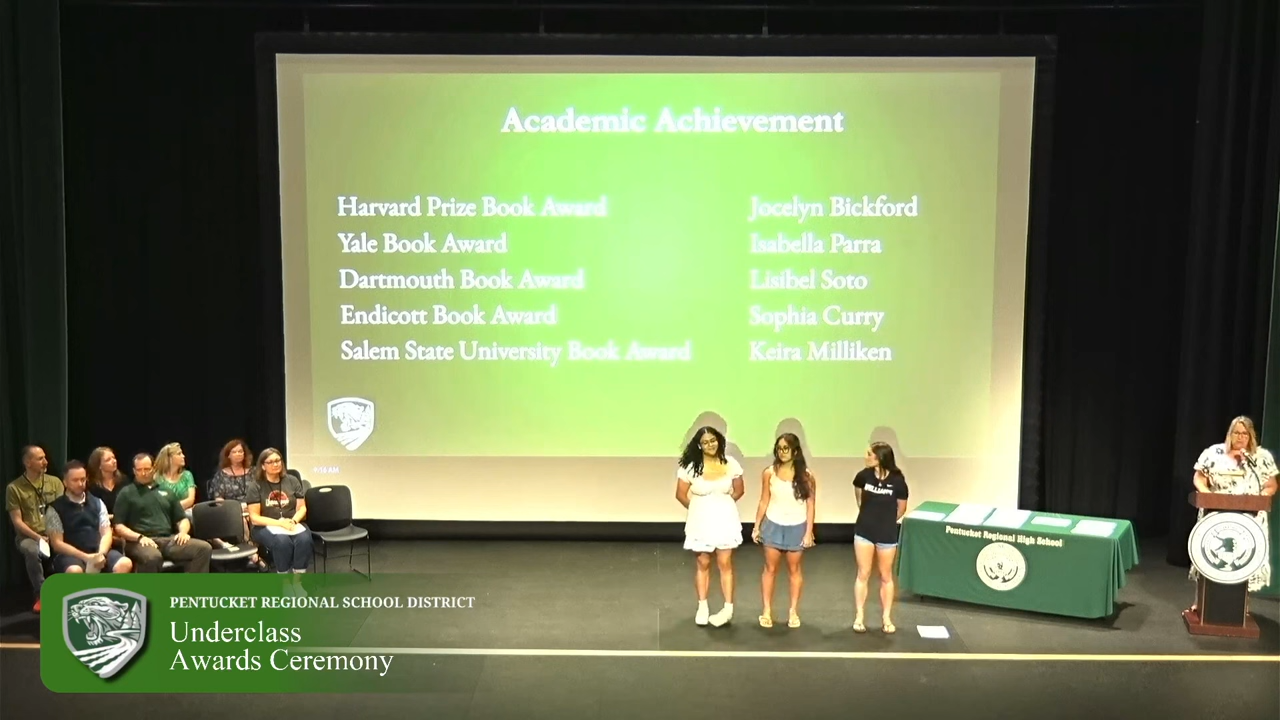 Academic Achievement
Harvard Prize Book Award Jocelyn Bickford
Yale Book Award Isabella Parra
Dartmouth Book Award Lisibel Soto
Endicott Book Award Sophia Curry
Salem State University Book Award Keira Milliken
WILLIAMS
Pentucket Regional High School
PENTUCKET REGIONAL SCHOOL DISTRICT
Underclass
Awards Ceremony